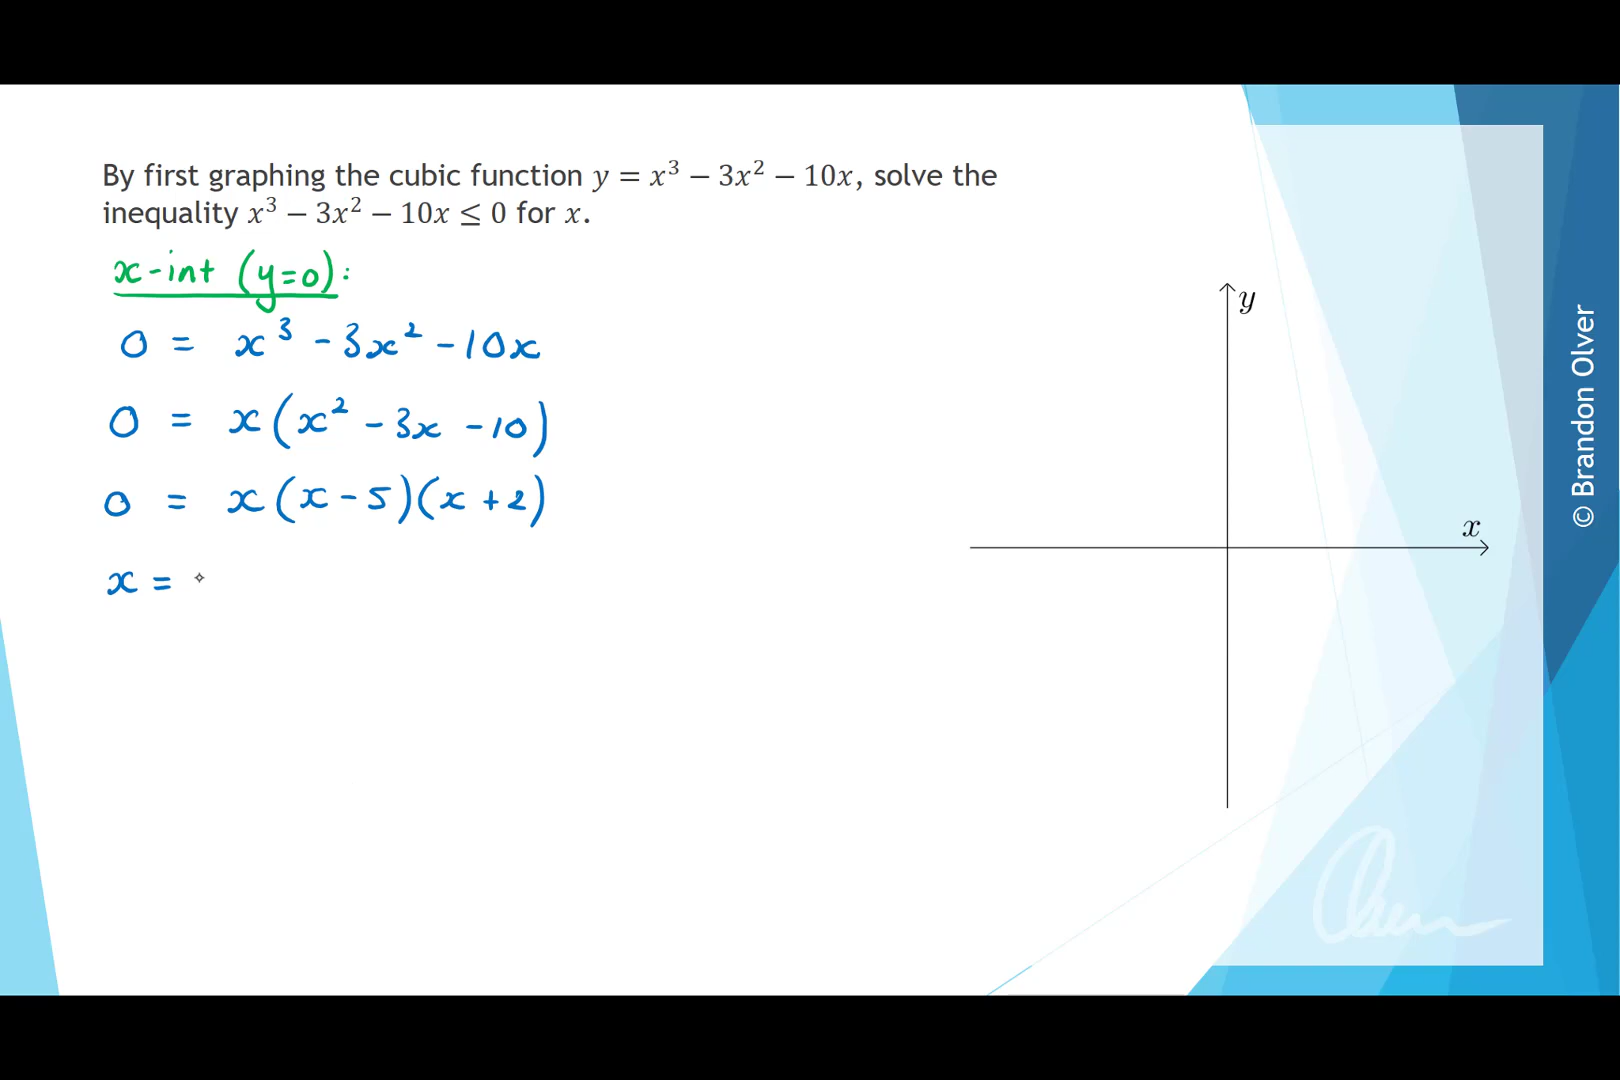 By first graphing the cubic function y = x³ − 3x² − 10x, solve the
inequality x³ − 3x² − 10x ≤ 0 for x.
x-int (y=0):
0 = x³ - 3x² - 10x
0 = x(x² - 3x - 10)
0 = x(x - 5)(x + 2)
x =
y
x
© Brandon Olver